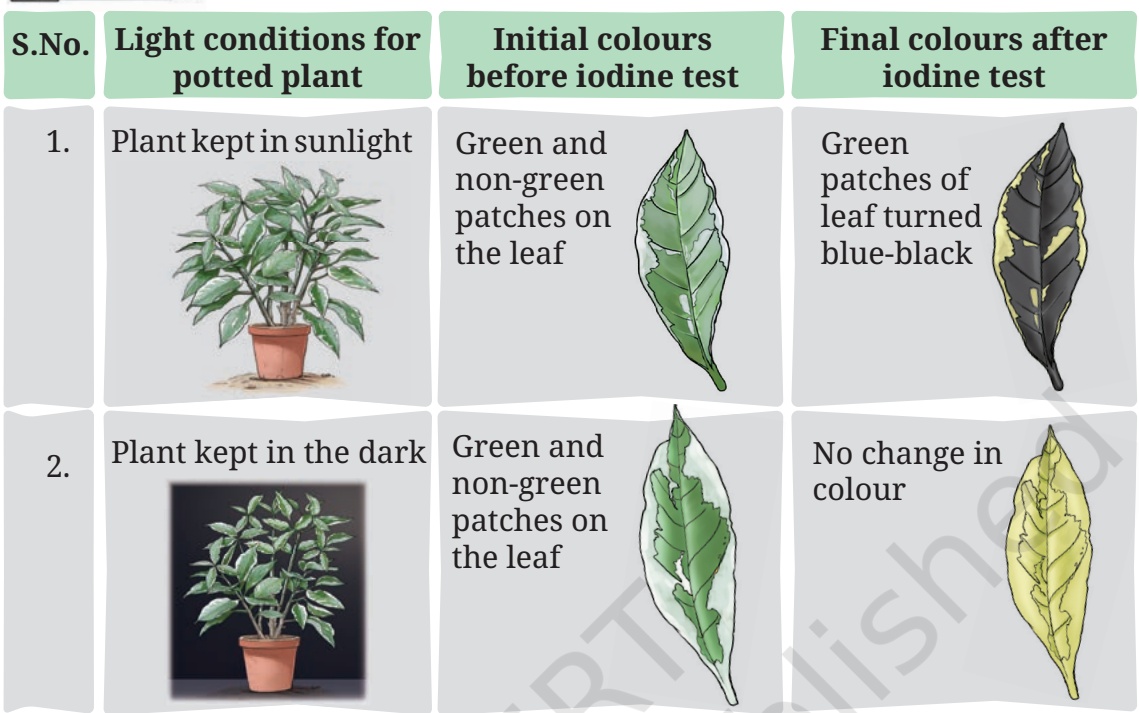 S.No.
Light conditions for
potted plant
Initial colours
before iodine test
Final colours after
iodine test
1.
Plant kept in sunlight
Green and
non-green
patches on
the leaf
Green
patches of
leaf turned
blue-black
2.
Plant kept in the dark
Green and
non-green
patches on
the leaf
No change in
colour